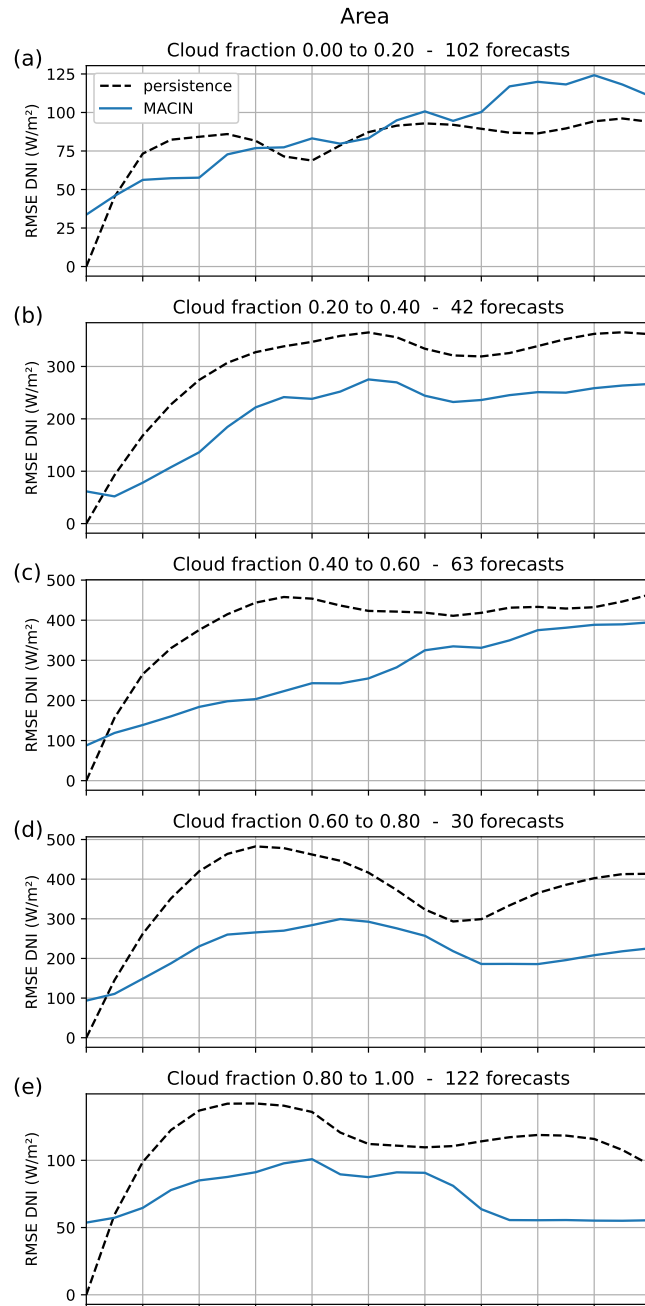 Area
(a)
Cloud fraction 0.00 to 0.20 - 102 forecasts
persistence
MACIN
RMSE DNI (W/m²)
125
100
75
50
25
0
(b)
Cloud fraction 0.20 to 0.40 - 42 forecasts
RMSE DNI (W/m²)
300
200
100
0
(c)
Cloud fraction 0.40 to 0.60 - 63 forecasts
RMSE DNI (W/m²)
500
400
300
200
100
0
(d)
Cloud fraction 0.60 to 0.80 - 30 forecasts
RMSE DNI (W/m²)
500
400
300
200
100
0
(e)
Cloud fraction 0.80 to 1.00 - 122 forecasts
RMSE DNI (W/m²)
100
50
0